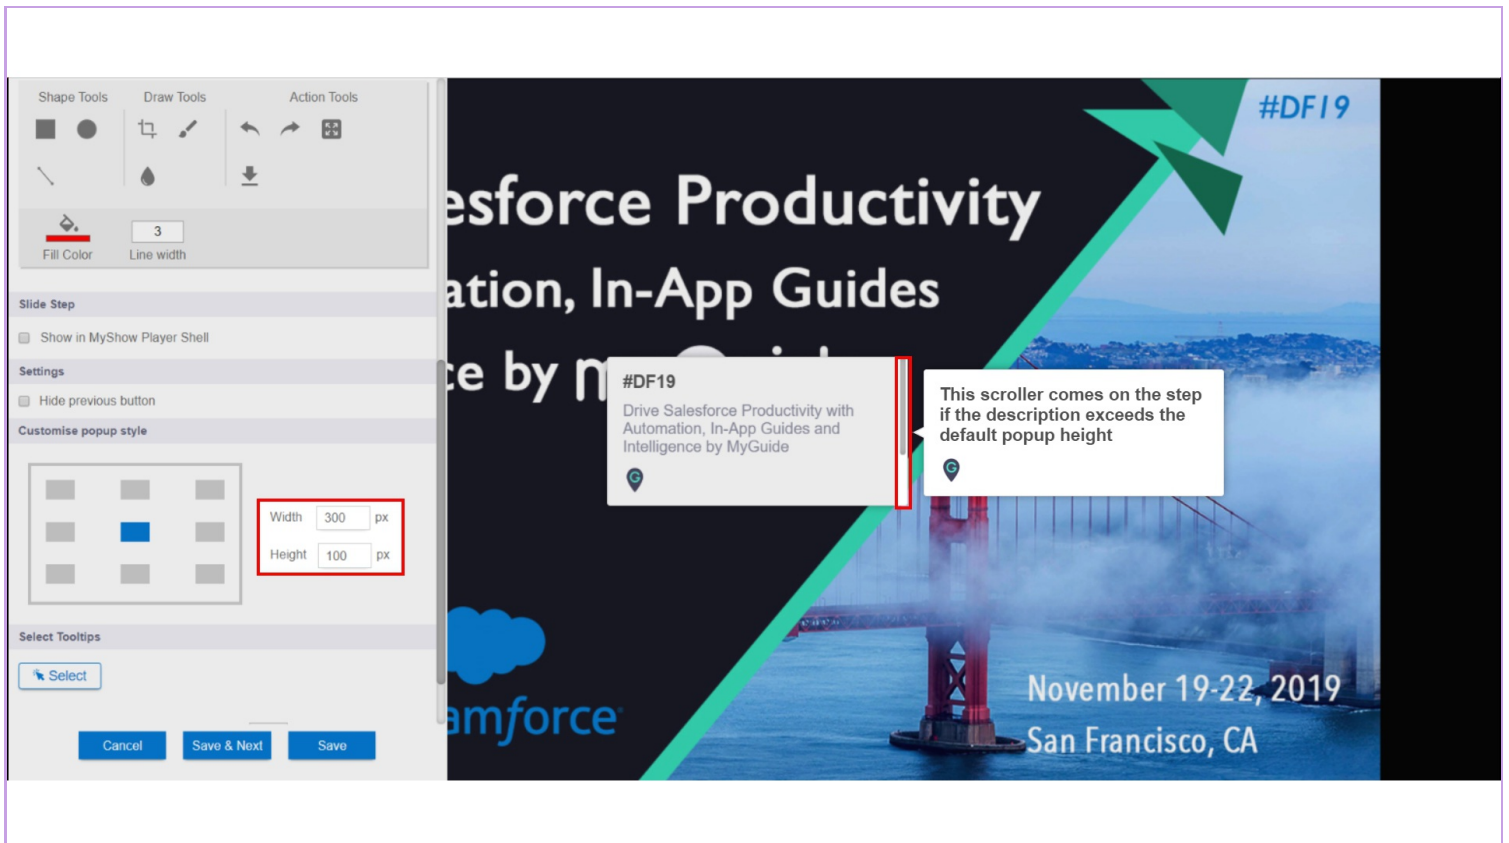 Shape Tools
Draw Tools
Action Tools
Fill Color
3
Line width
Slide Step
Show in MyShow Player Shell
Settings
Hide previous button
Customise popup style
Width 300 px
Height 100 px
Select Tooltips
Select
Cancel
Save & Next
Save
#DF19
esforce Productivity
ation, In-App Guides
ce by
#DF19
Drive Salesforce Productivity with
Automation, In-App Guides and
Intelligence by MyGuide
G
This scroller comes on the step
if the description exceeds the
default popup height
G
amforce
November 19-22, 2019
San Francisco, CA